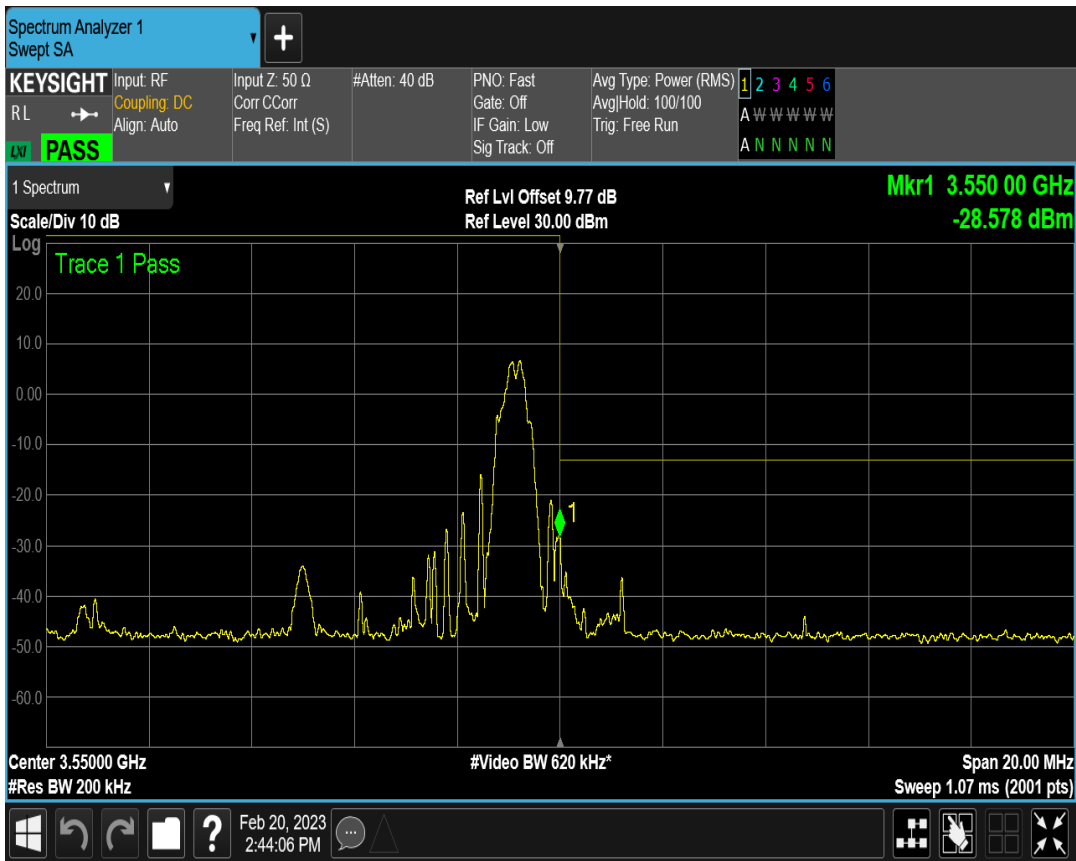 Spectrum Analyzer 1
Swept SA
+
KEYSIGHT
R L
LXI PASS
Input: RF
Coupling: DC
Align: Auto
Input Z: 50 Ω
Corr CCorr
Freq Ref: Int (S)
#Atten: 40 dB
PNO: Fast
Gate: Off
IF Gain: Low
Sig Track: Off
Avg Type: Power (RMS)
Avg|Hold: 100/100
Trig: Free Run
1 2 3 4 5 6
A W W W W W
A N N N N N
1 Spectrum
Scale/Div 10 dB
Ref Lvl Offset 9.77 dB
Ref Level 30.00 dBm
Mkr1 3.550 00 GHz
-28.578 dBm
Log
Trace 1 Pass
20.0
10.0
0.00
-10.0
-20.0
-30.0
-40.0
-50.0
-60.0
1
Center 3.55000 GHz
#Res BW 200 kHz
#Video BW 620 kHz*
Span 20.00 MHz
Sweep 1.07 ms (2001 pts)
?
Feb 20, 2023
2:44:06 PM